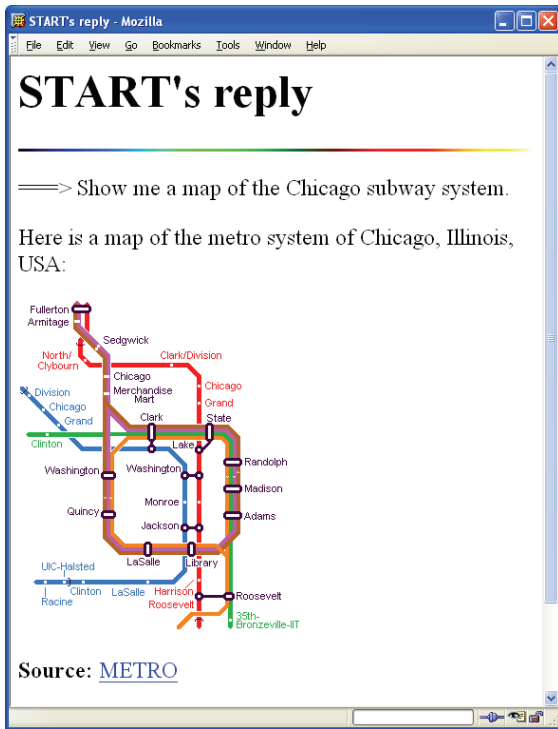 START's reply - Mozilla
File Edit View Go Bookmarks Tools Window Help
START's reply
===> Show me a map of the Chicago subway system.
Here is a map of the metro system of Chicago, Illinois,
USA:
Fullerton
Armitage
Sedgwick
North/
Clybourn
Clark/Division
Chicago
Merchandise
Mart
Chicago
Grand
Division
Chicago
Grand
Clark
State
Clinton
Lake
Washington
Washington
Randolph
Madison
Quincy
Monroe
Adams
Jackson
LaSalle
Library
UIC-Halsted
Racine
Clinton
LaSalle
Harrison
Roosevelt
Roosevelt
35th-
Bronzeville-IIT
Source: METRO